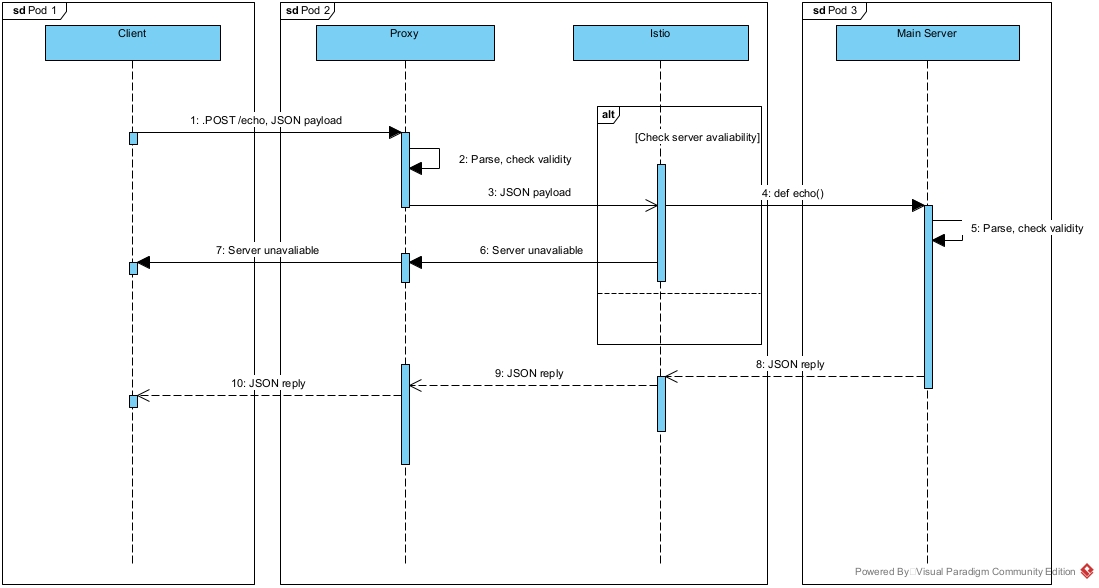 sd Pod 1
sd Pod 2
sd Pod 3
Client
Proxy
Istio
Main Server
alt
1: .POST /echo, JSON payload
[Check server avaliability]
2: Parse, check validity
3: JSON payload
4: def echo()
5: Parse, check validity
7: Server unavaliable
6: Server unavaliable
8: JSON reply
9: JSON reply
10: JSON reply
Powered By Visual Paradigm Community Edition